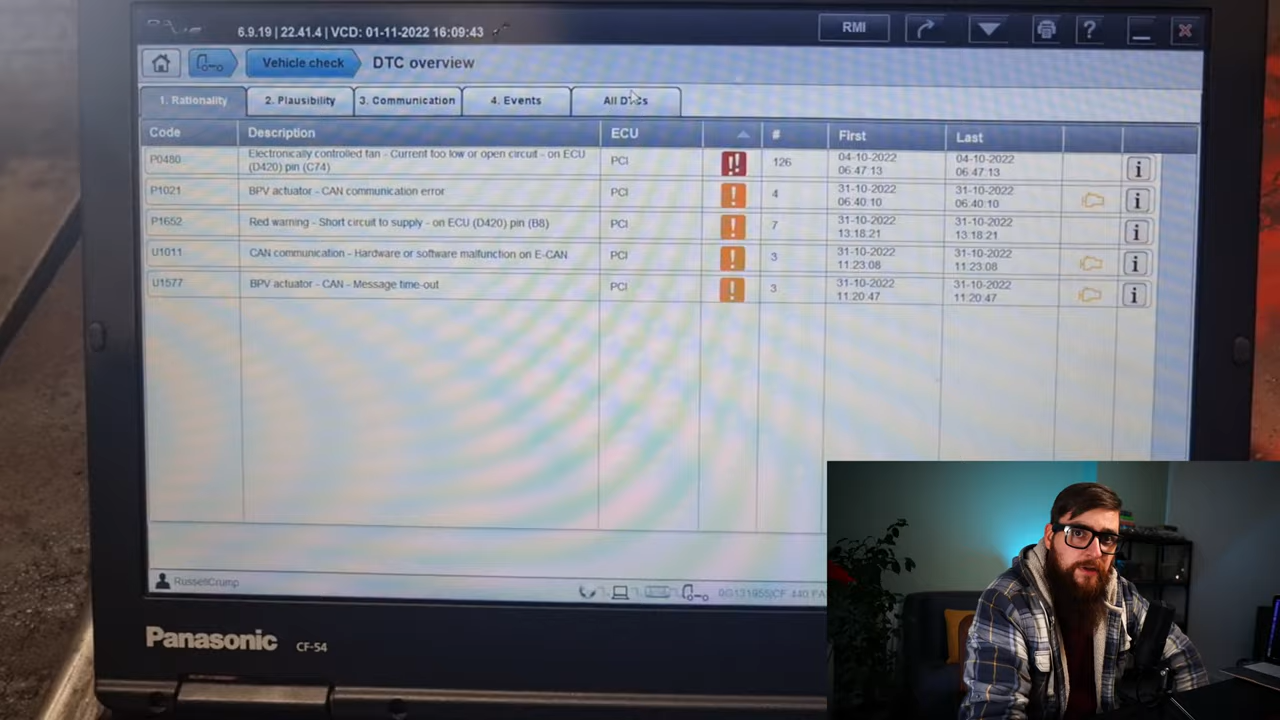 6.9.19 | 22.41.4 | VCD: 01-11-2022 16:09:43
RMI
?
Vehicle check
DTC overview
1. Rationality
2. Plausibility
3. Communication
4. Events
All DTCs
Code Description ECU # First Last
P0480 Electronically controlled fan - Current too low or open circuit - on ECU (D420) pin (C74) PCI !! 126 04-10-2022 06:47:13 04-10-2022 06:47:13 i
P1021 BPV actuator - CAN communication error PCI ! 4 31-10-2022 06:40:10 31-10-2022 06:40:10 i
P1652 Red warning - Short circuit to supply - on ECU (D420) pin (B8) PCI ! 7 31-10-2022 13:18:21 31-10-2022 13:18:21 i
U1011 CAN communication - Hardware or software malfunction on E-CAN PCI ! 3 31-10-2022 11:23:08 31-10-2022 11:23:08 i
U1577 BPV actuator - CAN - Message time-out PCI ! 3 31-10-2022 11:20:47 31-10-2022 11:20:47 i
RussellCrump
Panasonic
CF-54